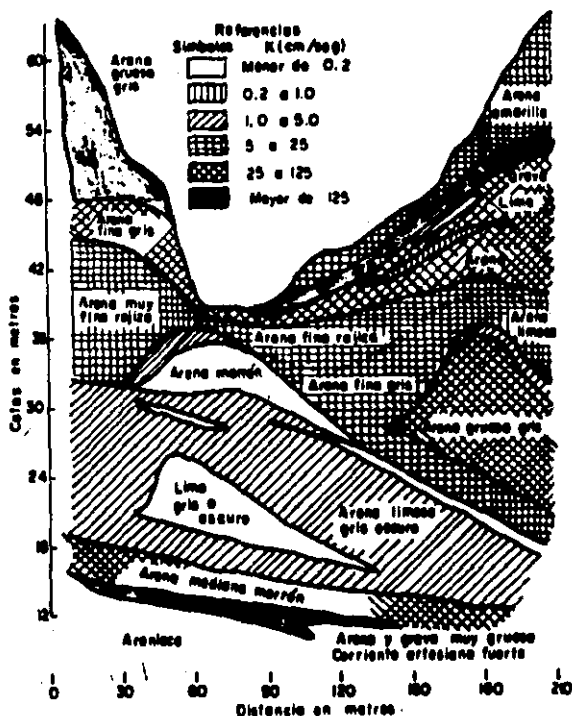 Referencias
Simbolos K(cm/seg)
Menor de 0.2
0.2 a 1.0
1.0 a 5.0
5 a 25
25 a 125
Mayor de 125
Cotas en metros
60
54
48
42
36
30
24
18
12
Arena
gruesa
gris
Arena
fina gris
Arena muy
fina rojiza
Arena
amarilla
Grava
Limo
Arena
Arena
limosa
Arena fina rojiza
Arena marrón
Arena fina gris
Arena gruesa gris
Limo
gris a
oscuro
Arena limosa
gris oscuro
Arena mediana marrón
Arenisca
Arena y grava muy gruesa
Corriente artesiana fuerte
0 30 60 90 120 150 180 210
Distancia en metros